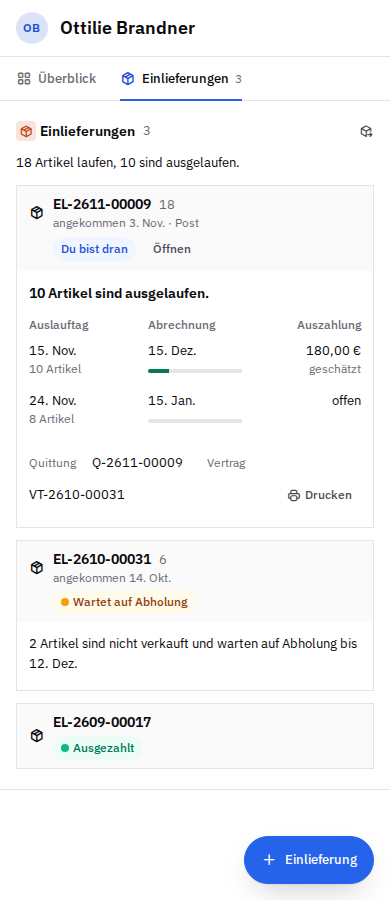 OB Ottilie Brandner
Überblick Einlieferungen 3
Einlieferungen 3
18 Artikel laufen, 10 sind ausgelaufen.
EL-2611-00009 18
angekommen 3. Nov. · Post
Du bist dran Öffnen
10 Artikel sind ausgelaufen.
Auslauftag Abrechnung Auszahlung
15. Nov. 15. Dez. 180,00 €
10 Artikel geschätzt
24. Nov. 15. Jan. offen
8 Artikel
Quittung Q-2611-00009 Vertrag
VT-2610-00031 Drucken
EL-2610-00031 6
angekommen 14. Okt.
Wartet auf Abholung
2 Artikel sind nicht verkauft und warten auf Abholung bis
12. Dez.
EL-2609-00017
Ausgezahlt
+ Einlieferung